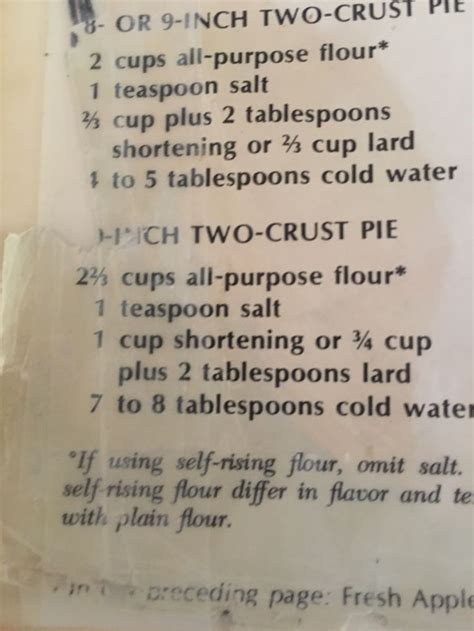 8- OR 9-INCH TWO-CRUST PIE
2 cups all-purpose flour*
1 teaspoon salt
⅔ cup plus 2 tablespoons
shortening or ⅔ cup lard
4 to 5 tablespoons cold water
-INCH TWO-CRUST PIE
2⅔ cups all-purpose flour*
1 teaspoon salt
1 cup shortening or ¾ cup
plus 2 tablespoons lard
7 to 8 tablespoons cold water
*If using self-rising flour, omit salt.
self-rising flour differ in flavor and te
with plain flour.
preceding page: Fresh Apple